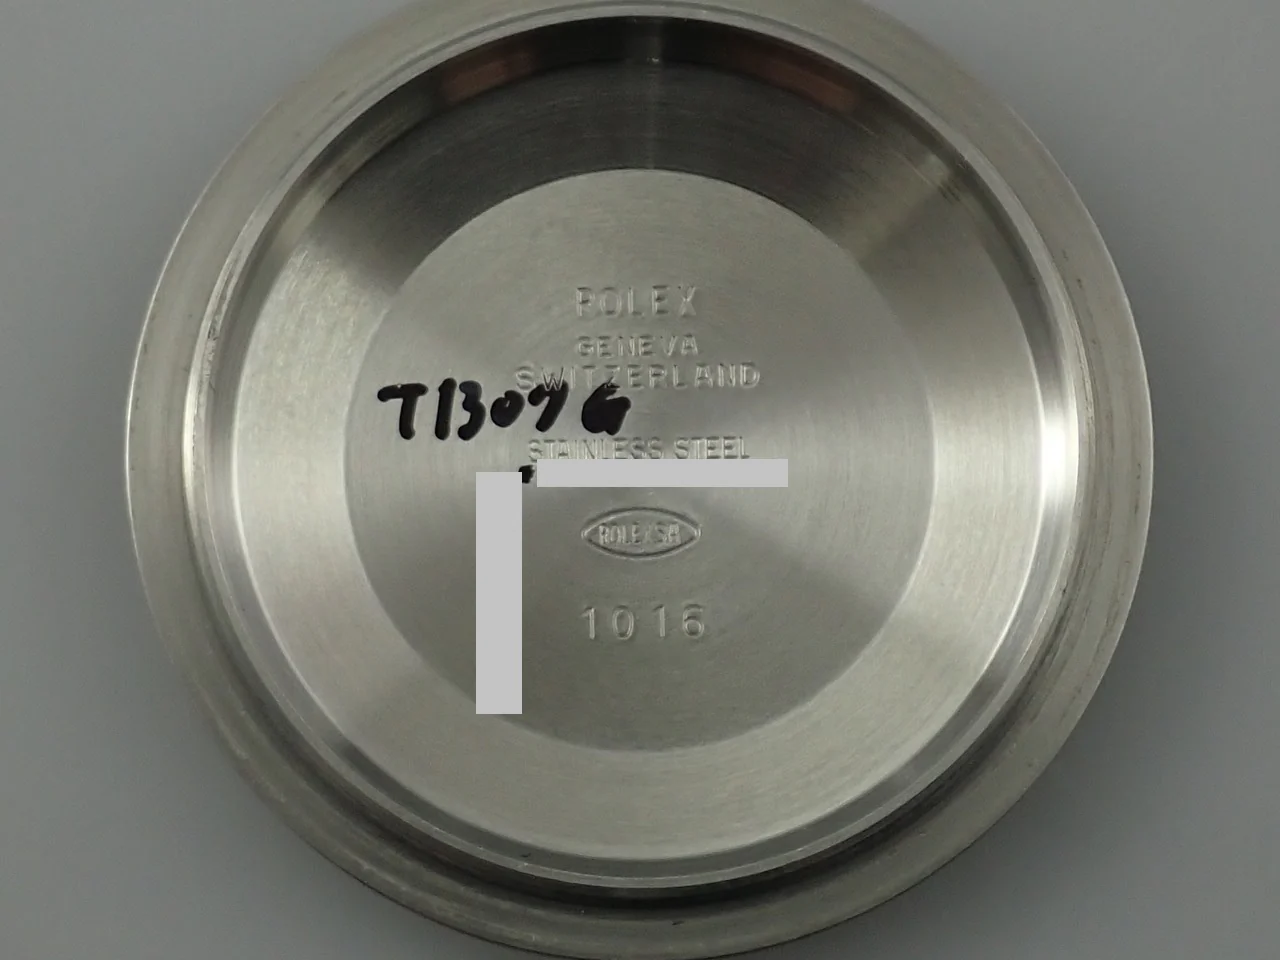 ROLEX
GENEVA
SWITZERLAND
T1307G
STAINLESS STEEL
ROLEX SA
1016